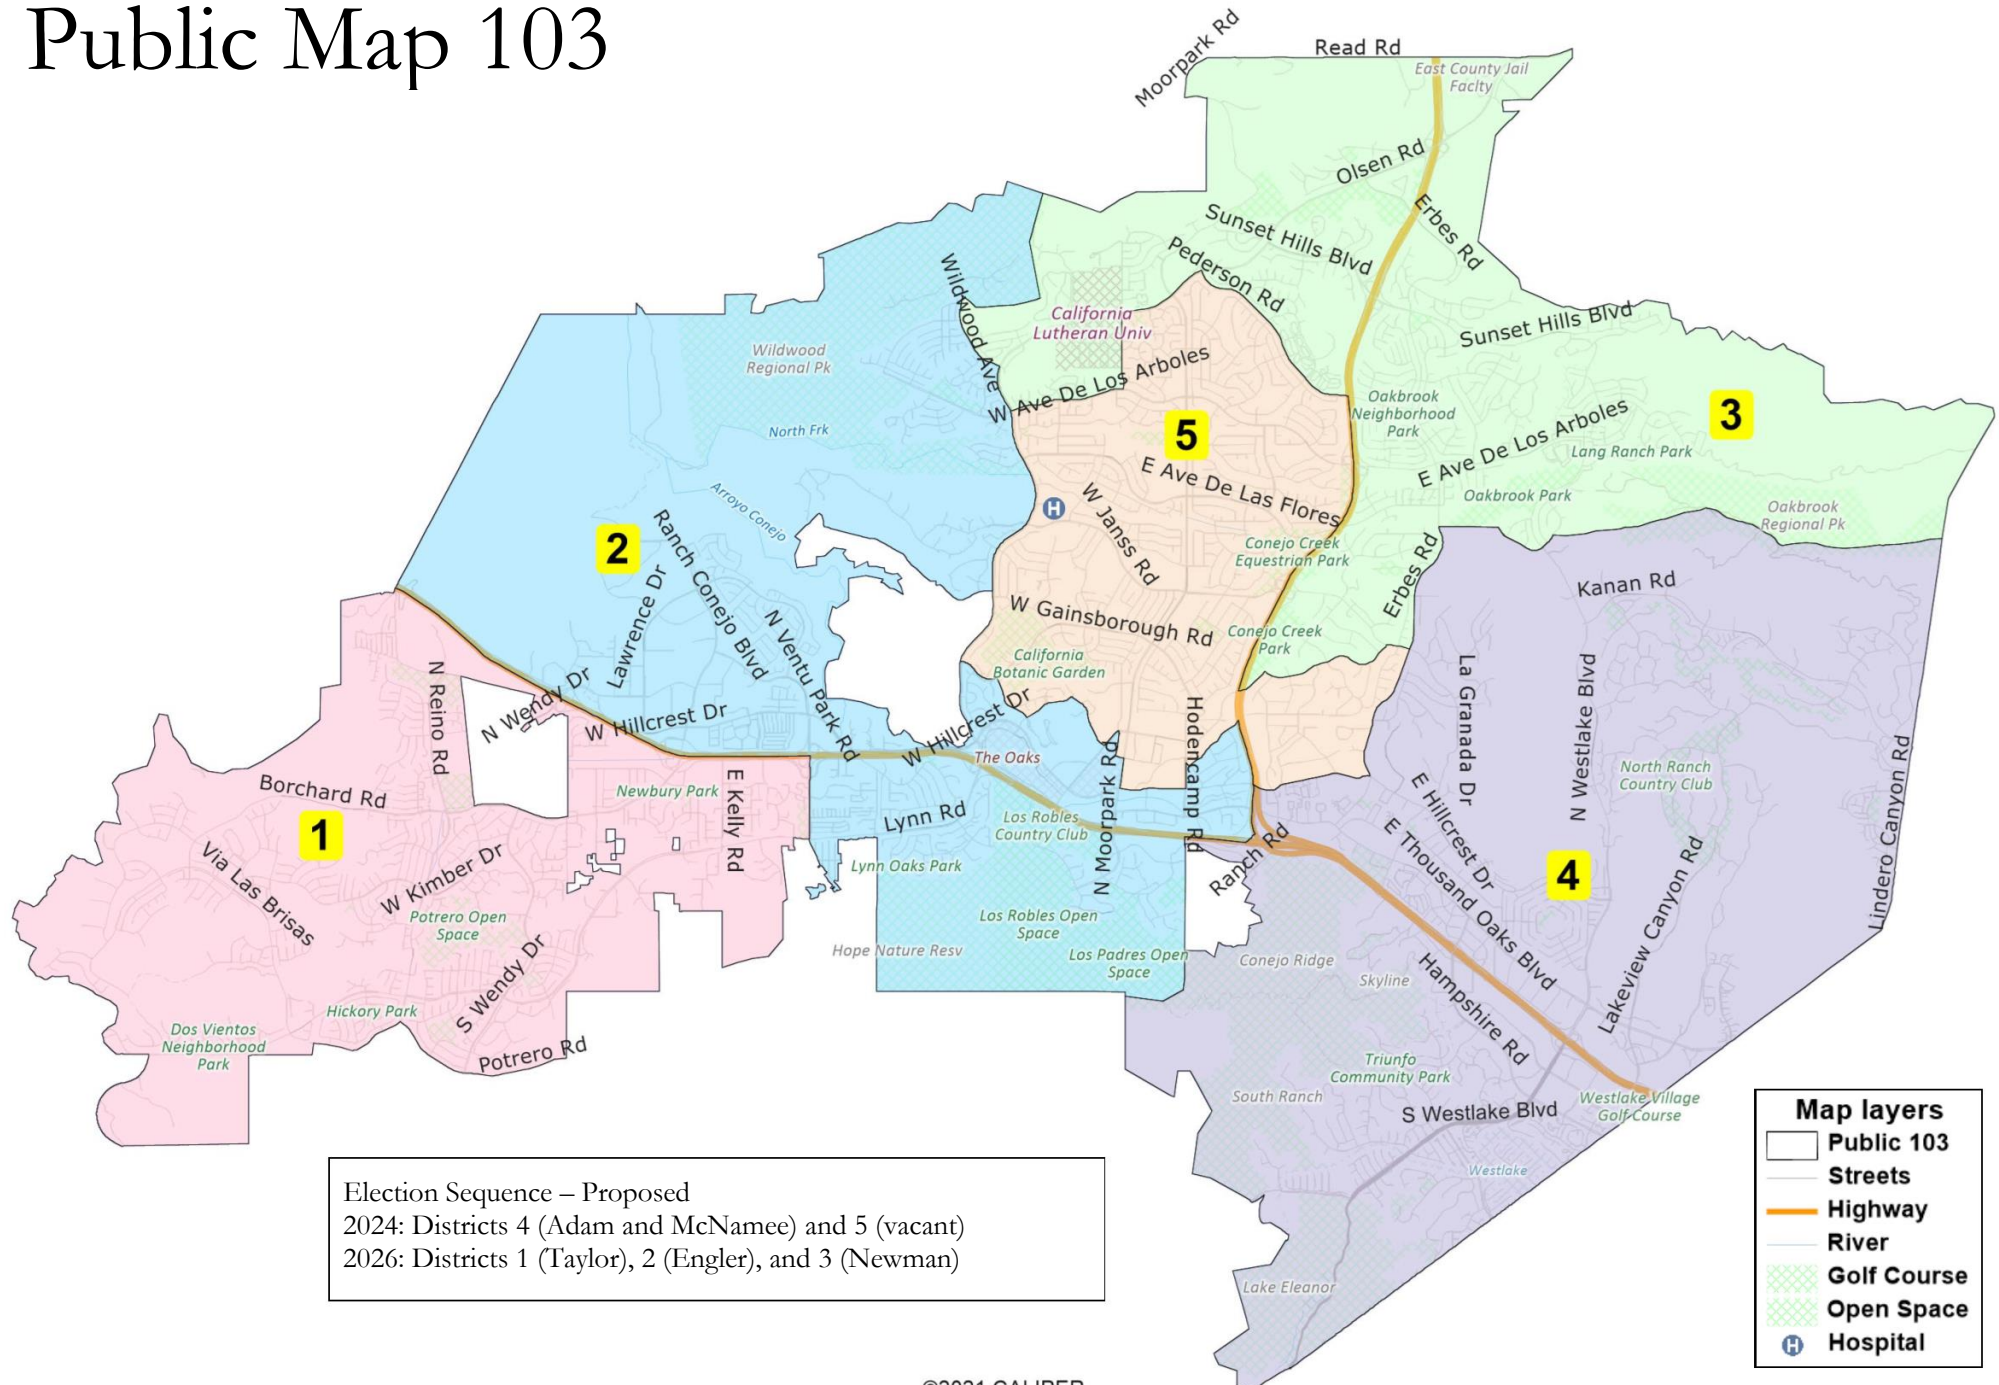 Public Map 103
Moorpark Rd
Read Rd
East County Jail
Faclty
Olsen Rd
Erbes Rd
Sunset Hills Blvd
Pederson Rd
Wildwood Ave
California
Lutheran Univ
Sunset Hills Blvd
Wildwood
Regional Pk
W Ave De Los Arboles
Oakbrook
Neighborhood
Park
3
North Frk
5
E Ave De Los Arboles
Lang Ranch Park
E Ave De Las Flores
Oakbrook Park
Arroyo Conejo
H
W Janss Rd
Oakbrook
Regional Pk
2
Ranch Conejo Blvd
Conejo Creek
Equestrian Park
Erbes Rd
Kanan Rd
Lawrence Dr
N Ventu Park Rd
W Gainsborough Rd
Conejo Creek
Park
California
Botanic Garden
N Reino Rd
N Wendy Dr
W Hillcrest Dr
W Hillcrest Dr
Hodencamp Rd
La Granada Dr
N Westlake Blvd
The Oaks
N Moorpark Rd
North Ranch
Country Club
Lindero Canyon Rd
Borchard Rd
Newbury Park
E Kelly Rd
Lynn Rd
Los Robles
Country Club
E Hillcrest Dr
1
Via Las Brisas
W Kimber Dr
Lynn Oaks Park
Ranch Rd
E Thousand Oaks Blvd
4
Lakeview Canyon Rd
Potrero Open
Space
Los Robles Open
Space
Hope Nature Resv
Los Padres Open
Space
Conejo Ridge
Skyline
Hampshire Rd
S Wendy Dr
Hickory Park
Dos Vientos
Neighborhood
Park
Potrero Rd
Triunfo
Community Park
South Ranch
S Westlake Blvd
Westlake Village
Golf Course
Westlake
Lake Eleanor
Election Sequence – Proposed
2024: Districts 4 (Adam and McNamee) and 5 (vacant)
2026: Districts 1 (Taylor), 2 (Engler), and 3 (Newman)
Map layers
Public 103
Streets
Highway
River
Golf Course
Open Space
H Hospital
©2021 CALIPER